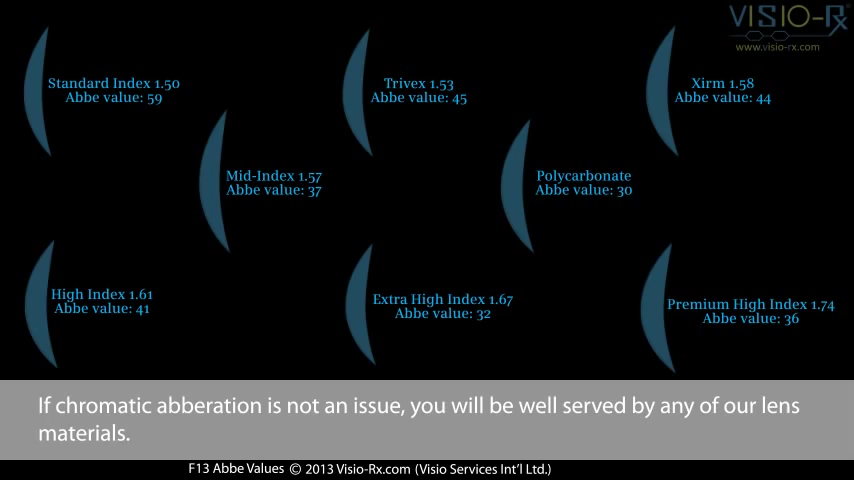 VISIO-Rx®
www.visio-rx.com
Standard Index 1.50
Abbe value: 59
Trivex 1.53
Abbe value: 45
Xirm 1.58
Abbe value: 44
Mid-Index 1.57
Abbe value: 37
Polycarbonate
Abbe value: 30
High Index 1.61
Abbe value: 41
Extra High Index 1.67
Abbe value: 32
Premium High Index 1.74
Abbe value: 36
If chromatic abberation is not an issue, you will be well served by any of our lens
materials.
F13 Abbe Values © 2013 Visio-Rx.com (Visio Services Int'l Ltd.)